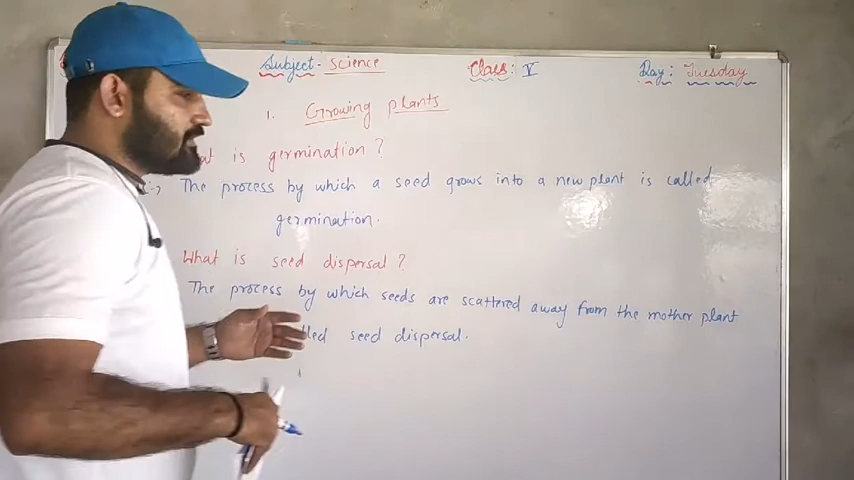 Subject - Science Class : V Day : Tuesday
1. Growing plants
is germination ?
The process by which a seed grows into a new plant is called
germination.
What is seed dispersal ?
The process by which seeds are scattered away from the mother plant
seed dispersal.